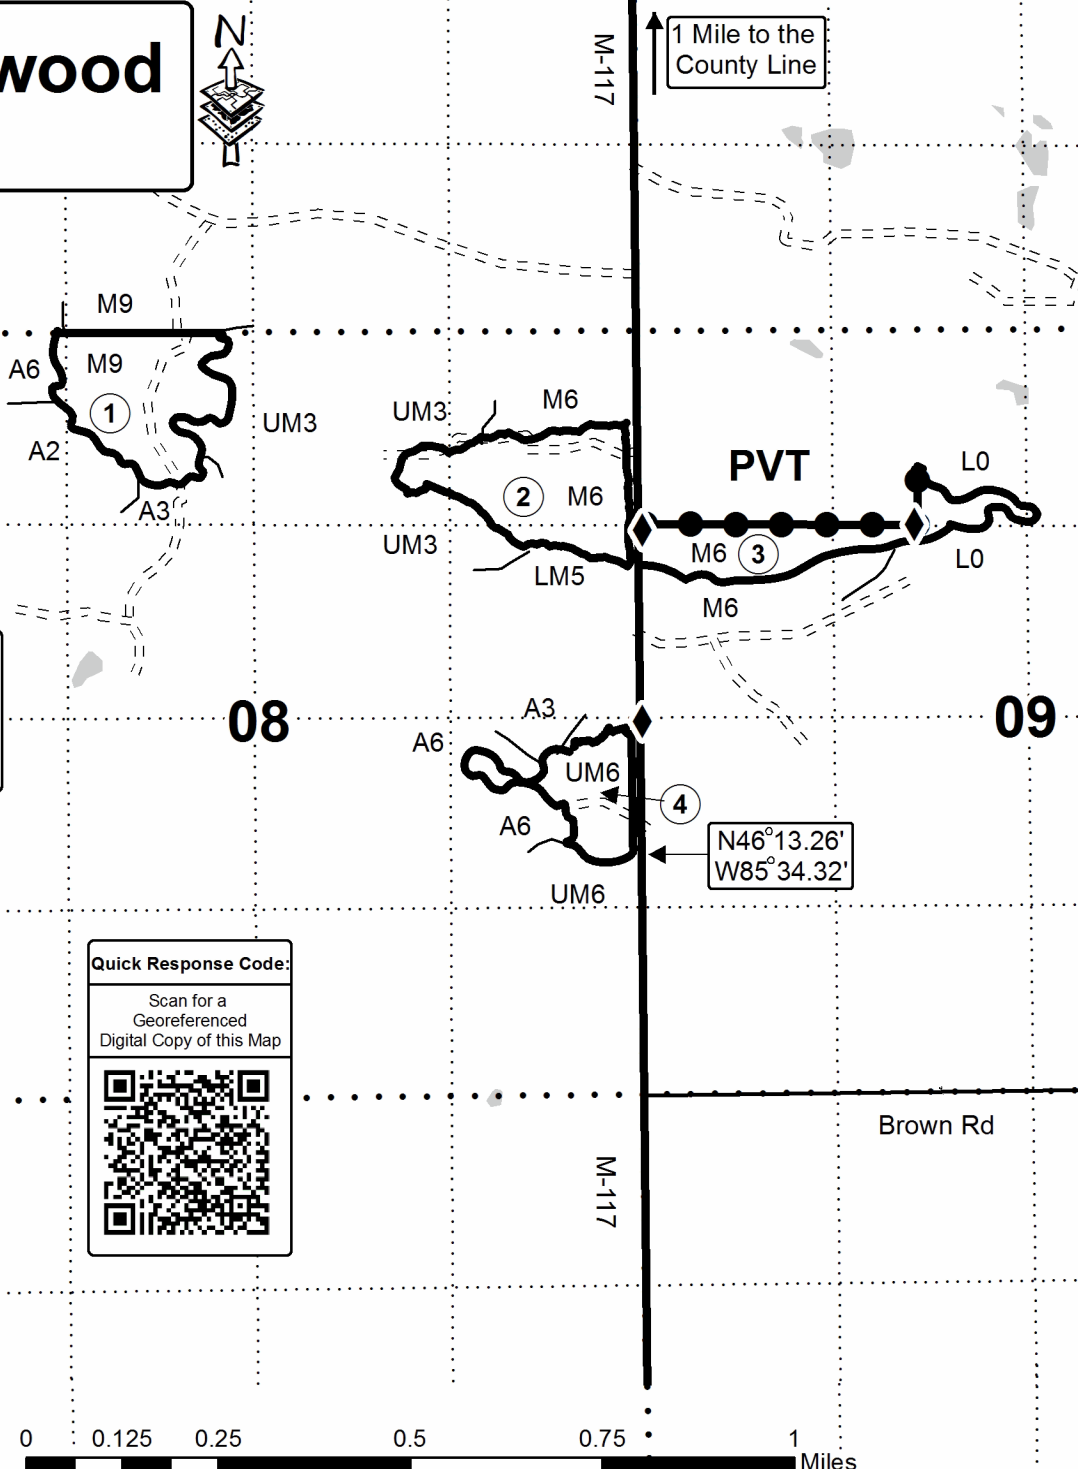 wood
N
M-117
1 Mile to the
County Line
M9
A6
M9
1
UM3
A2
A3
UM3
M6
2
M6
UM3
LM5
PVT
L0
M6
3
L0
M6
08
09
A3
A6
UM6
4
A6
N46°13.26'
W85°34.32'
UM6
Quick Response Code:
Scan for a
Georeferenced
Digital Copy of this Map
Brown Rd
M-117
0 0.125 0.25 0.5 0.75 1
Miles